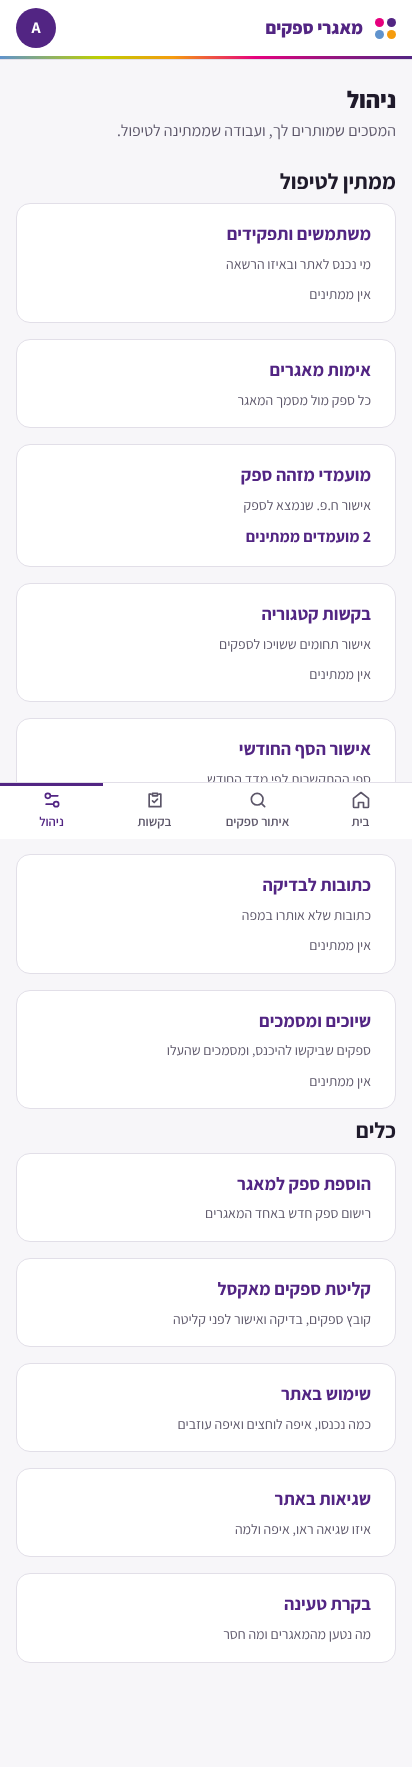 מאגרי ספקים
A
ניהול
המסכים שמותרים לך, ועבודה שממתינה לטיפול.
ממתין לטיפול
משתמשים ותפקידים
מי נכנס לאתר ובאיזו הרשאה
אין ממתינים
אימות מאגרים
כל ספק מול מסמך המאגר
מועמדי מזהה ספק
אישור ח.פ. שנמצא לספק
2 מועמדים ממתינים
בקשות קטגוריה
אישור תחומים ששויכו לספקים
אין ממתינים
אישור הסף החודשי
ספי ההתקשרות לפי מדד החודש
בית
איתור ספקים
בקשות
ניהול
כתובות לבדיקה
כתובות שלא אותרו במפה
אין ממתינים
שיוכים ומסמכים
ספקים שביקשו להיכנס, ומסמכים שהעלו
אין ממתינים
כלים
הוספת ספק למאגר
רישום ספק חדש באחד המאגרים
קליטת ספקים מאקסל
קובץ ספקים, בדיקה ואישור לפני קליטה
שימוש באתר
כמה נכנסו, איפה לוחצים ואיפה עוזבים
שגיאות באתר
איזו שגיאה ראו, איפה ולמה
בקרת טעינה
מה נטען מהמאגרים ומה חסר